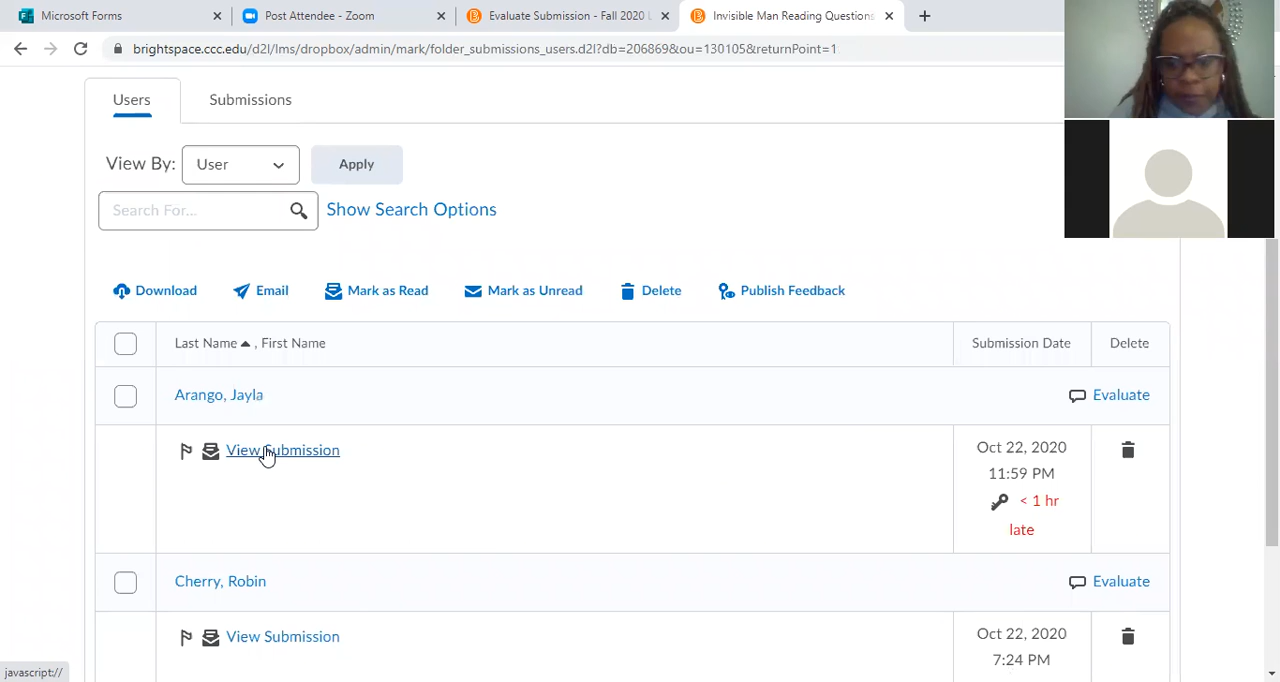 Microsoft Forms
Post Attendee - Zoom
Evaluate Submission - Fall 2020 L
Invisible Man Reading Questions
brightspace.ccc.edu/d2l/lms/dropbox/admin/mark/folder_submissions_users.d2l?db=206869&ou=130105&returnPoint=1
Users
Submissions
View By:
User
Apply
Search For...
Show Search Options
Download
Email
Mark as Read
Mark as Unread
Delete
Publish Feedback
Last Name , First Name
Submission Date
Delete
Arango, Jayla
Evaluate
View Submission
Oct 22, 2020
11:59 PM
< 1 hr
late
Cherry, Robin
Evaluate
View Submission
Oct 22, 2020
7:24 PM
javascript://